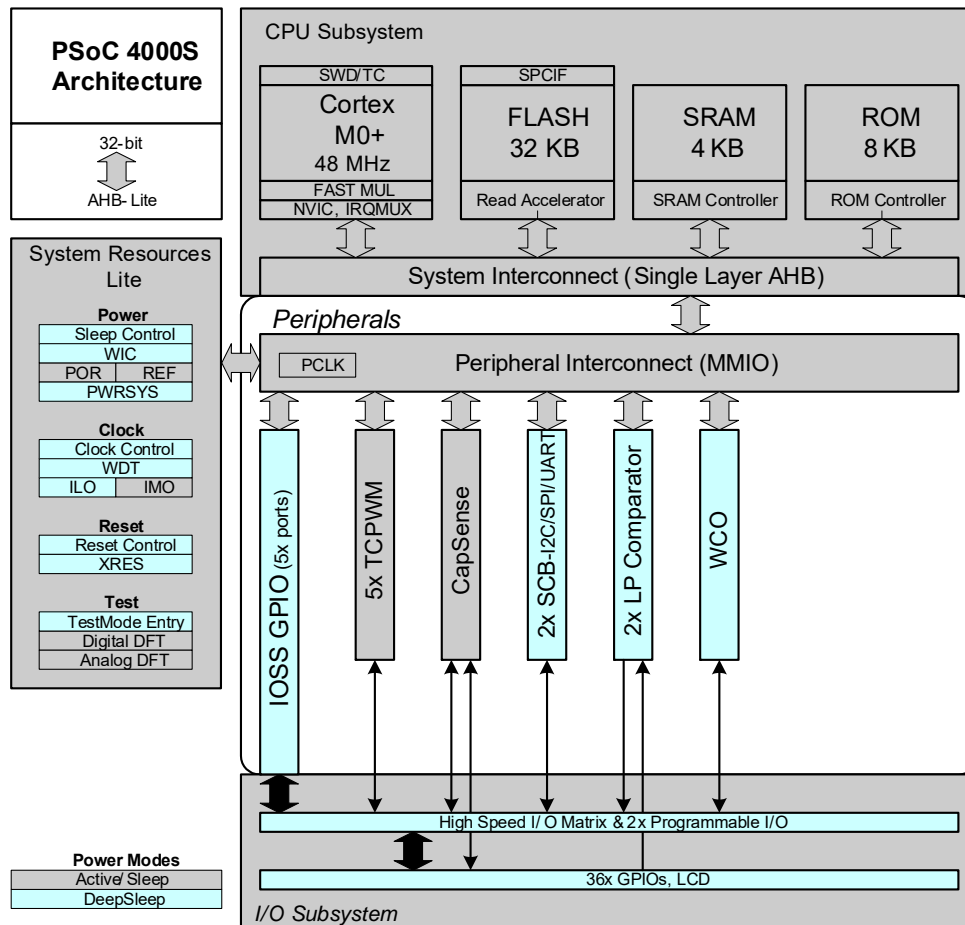 PSoC 4000S
Architecture
32-bit
AHB-Lite
CPU Subsystem
SWD/TC
Cortex
M0+
48 MHz
FAST MUL
NVIC, IRQMUX
SPCIF
FLASH
32 KB
Read Accelerator
SRAM
4 KB
SRAM Controller
ROM
8 KB
ROM Controller
System Interconnect (Single Layer AHB)
System Resources
Lite
Power
Sleep Control
WIC
POR REF
PWRSYS
Clock
Clock Control
WDT
ILO IMO
Reset
Reset Control
XRES
Test
TestMode Entry
Digital DFT
Analog DFT
Peripherals
PCLK
Peripheral Interconnect (MMIO)
IOSS GPIO (5x ports)
5x TCPWM
CapSense
2x SCB-I2C/SPI/UART
2x LP Comparator
WCO
High Speed I/O Matrix & 2x Programmable I/O
36x GPIOs, LCD
I/O Subsystem
Power Modes
Active/Sleep
DeepSleep